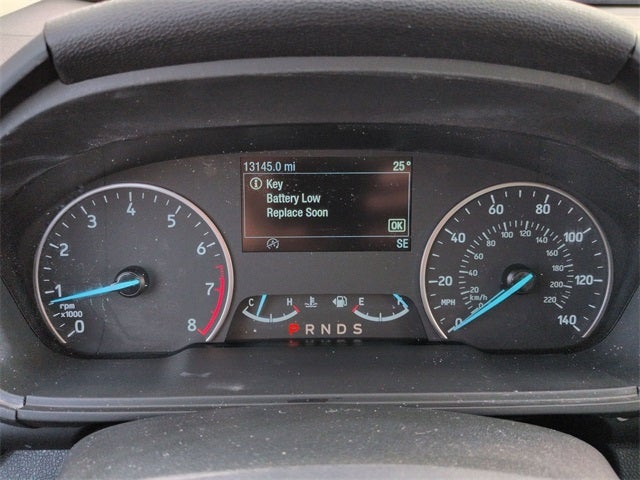 13145.0 mi 25°
Key
Battery Low
Replace Soon
OK
SE
0 1 2 3 4 5 6 7 8
rpm
x1000
C H
E
P R N D S
0 20 40 60 80 100 120 140
MPH
km/h
20 40 60 80 100 120 140 160 180 200 220